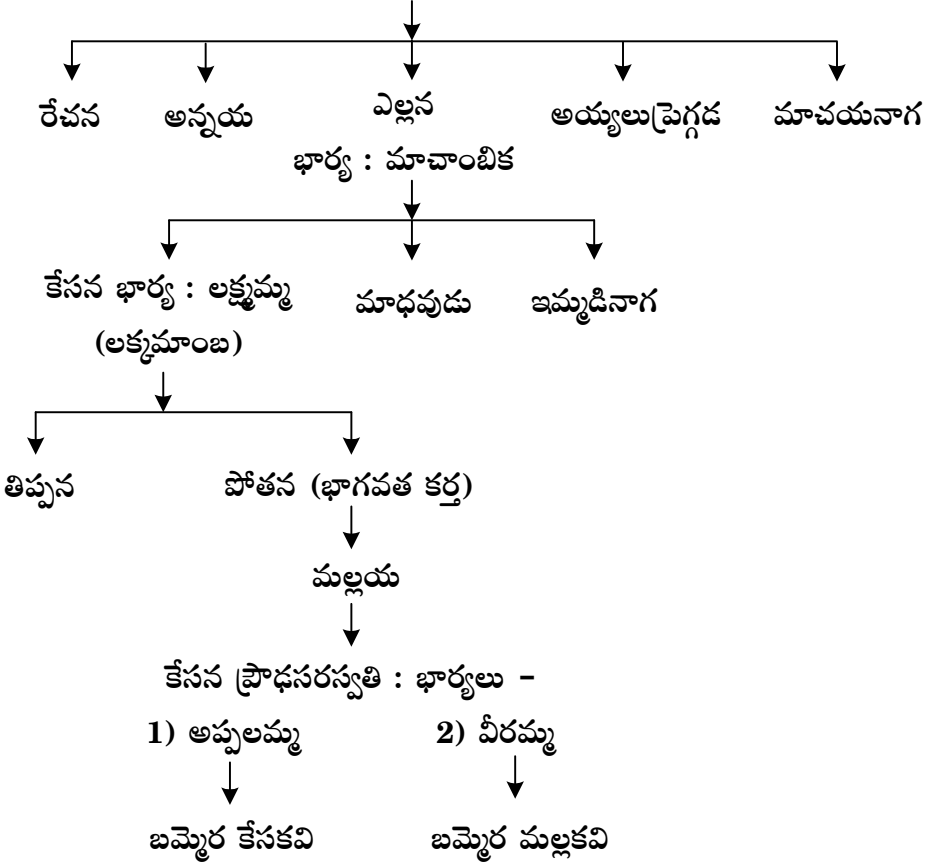 రేచన అన్నయ ఎల్లన అయ్యలుప్రెగ్గడ మాచయనాగ
భార్య : మాచాంబిక
కేసన భార్య : లక్ష్మమ్మ మాధవుడు ఇమ్మడినాగ
(లక్కమాంబ)
తిప్పన పోతన (భాగవత కర్త)
మల్లయ
కేసన ప్రౌఢసరస్వతి : భార్యలు -
1) అప్పలమ్మ 2) వీరమ్మ
బమ్మెర కేసకవి బమ్మెర మల్లకవి